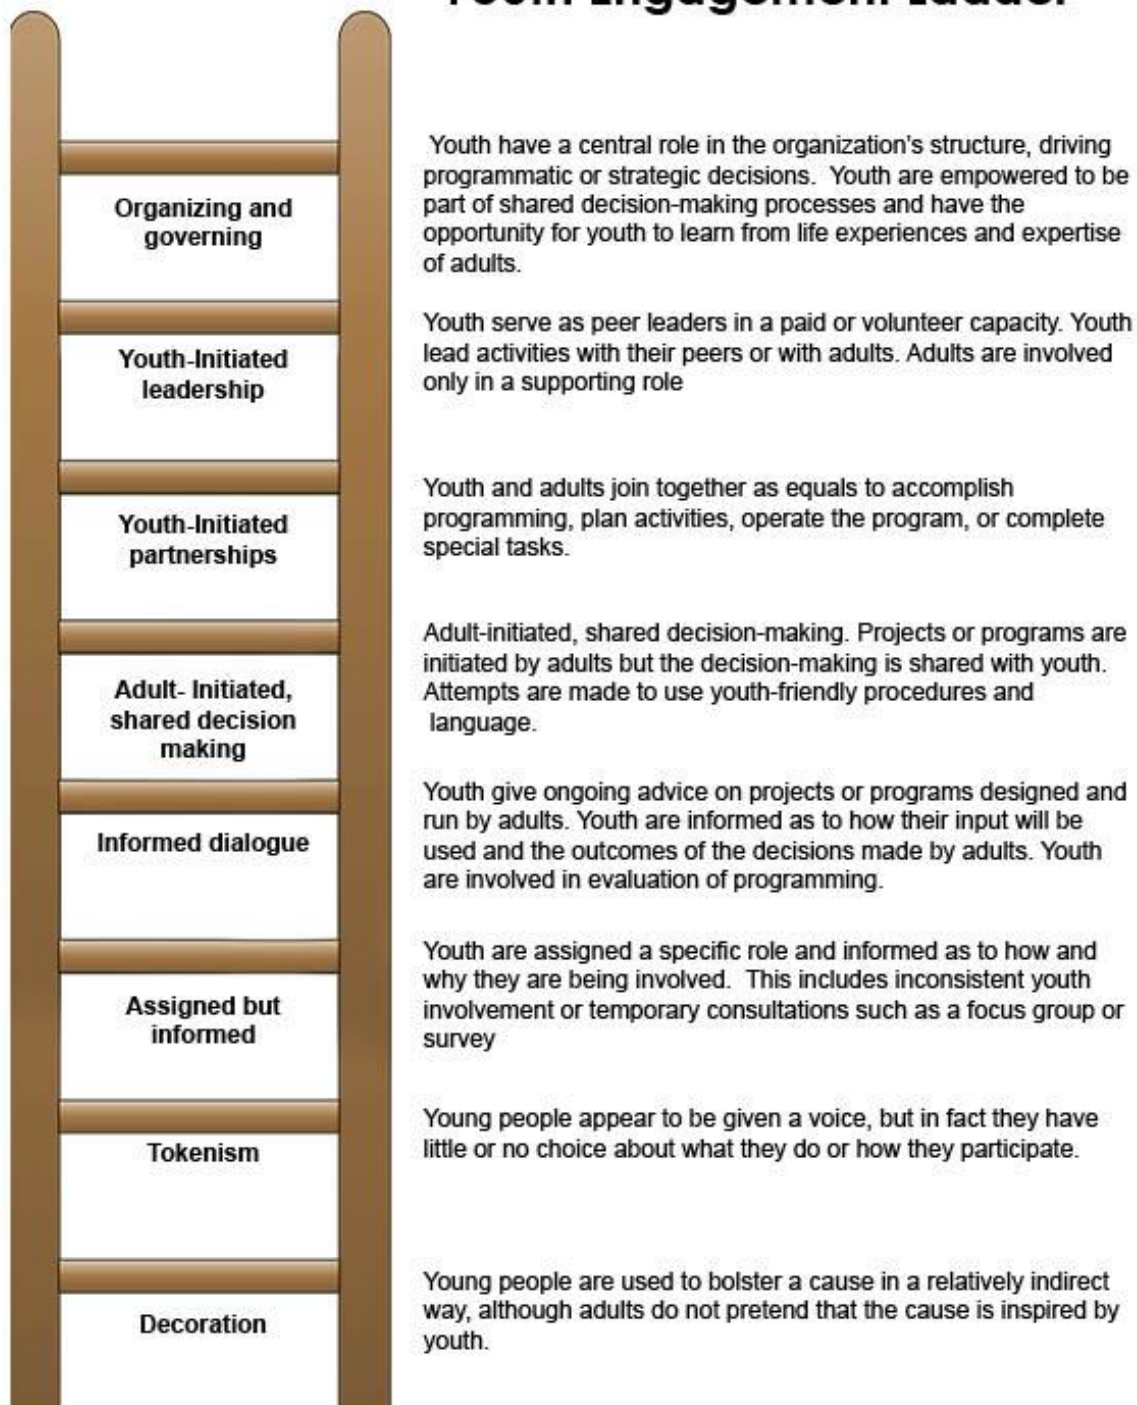 Youth Engagement Ladder
Organizing and
governing
Youth have a central role in the organization's structure, driving
programmatic or strategic decisions.  Youth are empowered to be
part of shared decision-making processes and have the
opportunity for youth to learn from life experiences and expertise
of adults.
Youth-Initiated
leadership
Youth serve as peer leaders in a paid or volunteer capacity. Youth
lead activities with their peers or with adults. Adults are involved
only in a supporting role
Youth-Initiated
partnerships
Youth and adults join together as equals to accomplish
programming, plan activities, operate the program, or complete
special tasks.
Adult- Initiated,
shared decision
making
Adult-initiated, shared decision-making. Projects or programs are
initiated by adults but the decision-making is shared with youth.
Attempts are made to use youth-friendly procedures and
language.
Informed dialogue
Youth give ongoing advice on projects or programs designed and
run by adults. Youth are informed as to how their input will be
used and the outcomes of the decisions made by adults. Youth
are involved in evaluation of programming.
Assigned but
informed
Youth are assigned a specific role and informed as to how and
why they are being involved.  This includes inconsistent youth
involvement or temporary consultations such as a focus group or
survey
Tokenism
Young people appear to be given a voice, but in fact they have
little or no choice about what they do or how they participate.
Decoration
Young people are used to bolster a cause in a relatively indirect
way, although adults do not pretend that the cause is inspired by
youth.